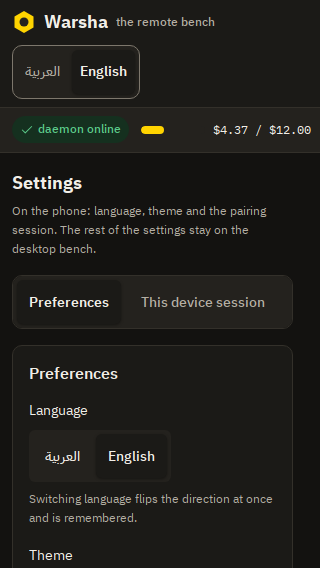 Warsha the remote bench
العربية English
daemon online $4.37 / $12.00
Settings
On the phone: language, theme and the pairing
session. The rest of the settings stay on the
desktop bench.
Preferences This device session
Preferences
Language
العربية English
Switching language flips the direction at once
and is remembered.
Theme